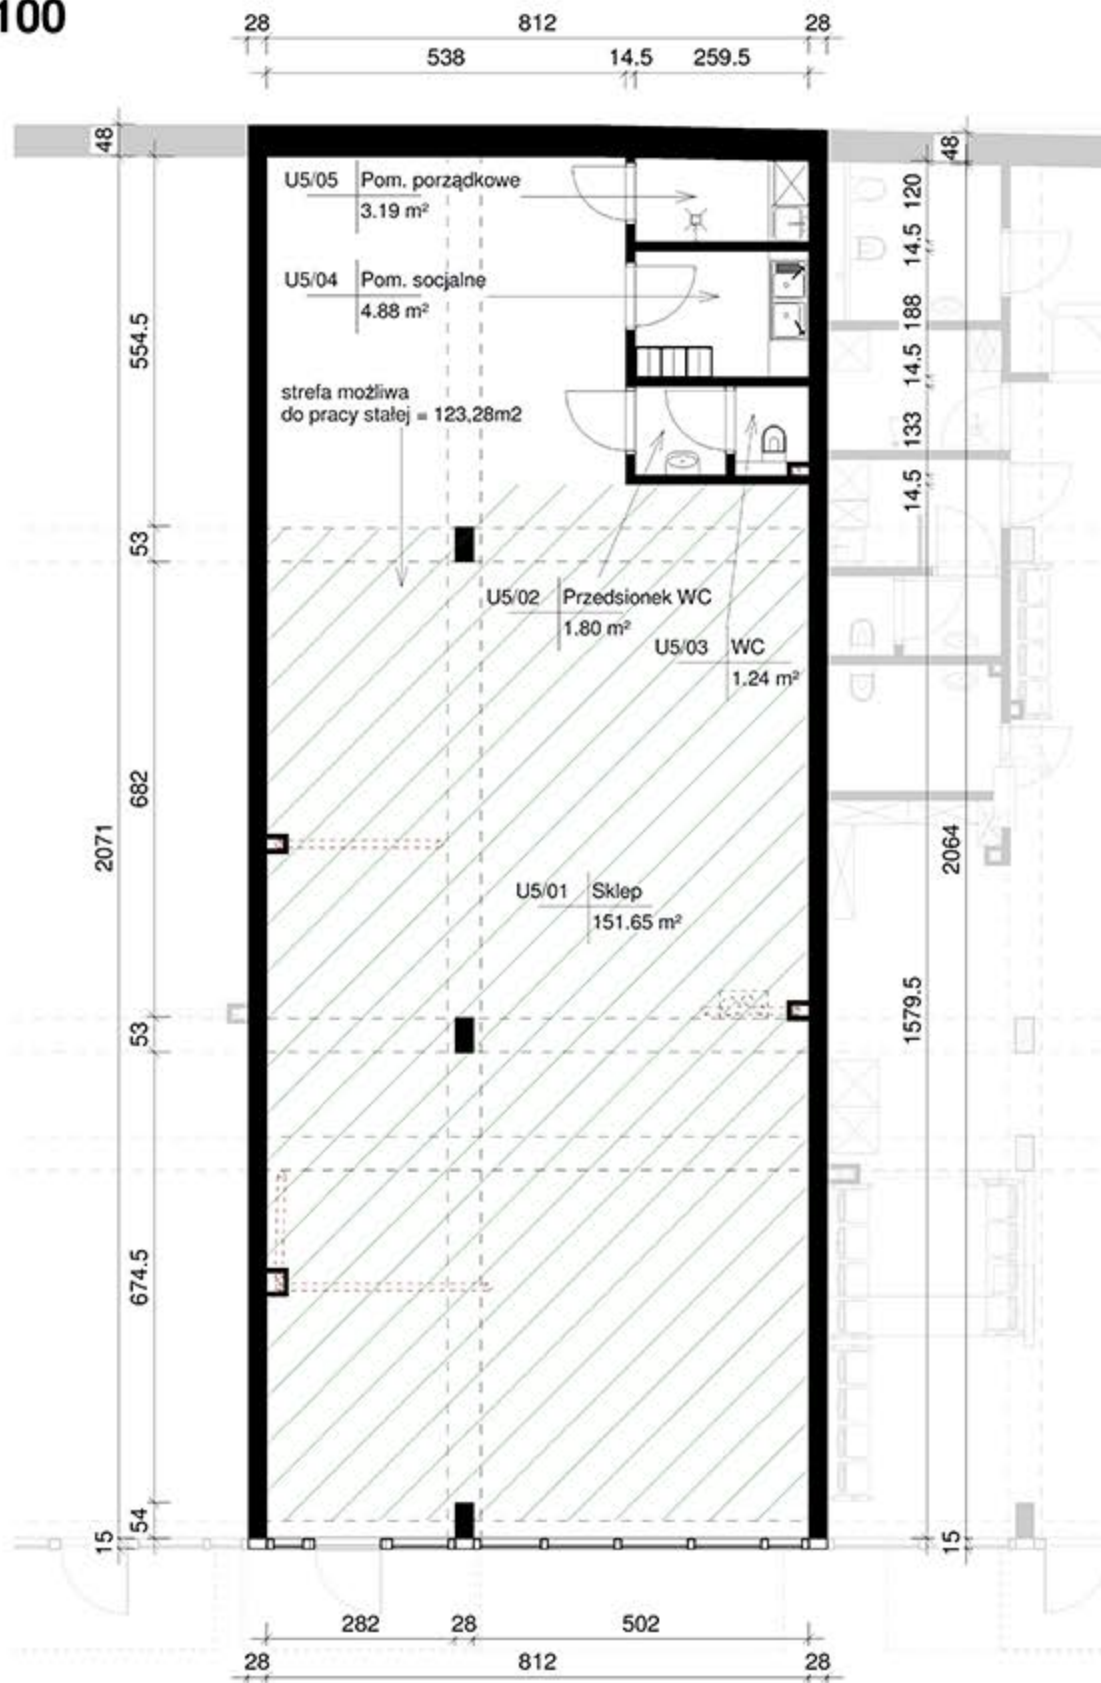 100
28 812 28
538 14.5 259.5
48
48
U5/05 Pom. porządkowe
3.19 m²
120
14.5
U5/04 Pom. socjalne
4.88 m²
188
554.5
14.5
strefa możliwa
do pracy stałej = 123,28m2
133
14.5
53
U5/02 Przedsionek WC
1.80 m²
U5/03 WC
1.24 m²
682
2071
2064
U5/01 Sklep
151.65 m²
1579.5
53
674.5
54
15
15
282 28 502
28 812 28